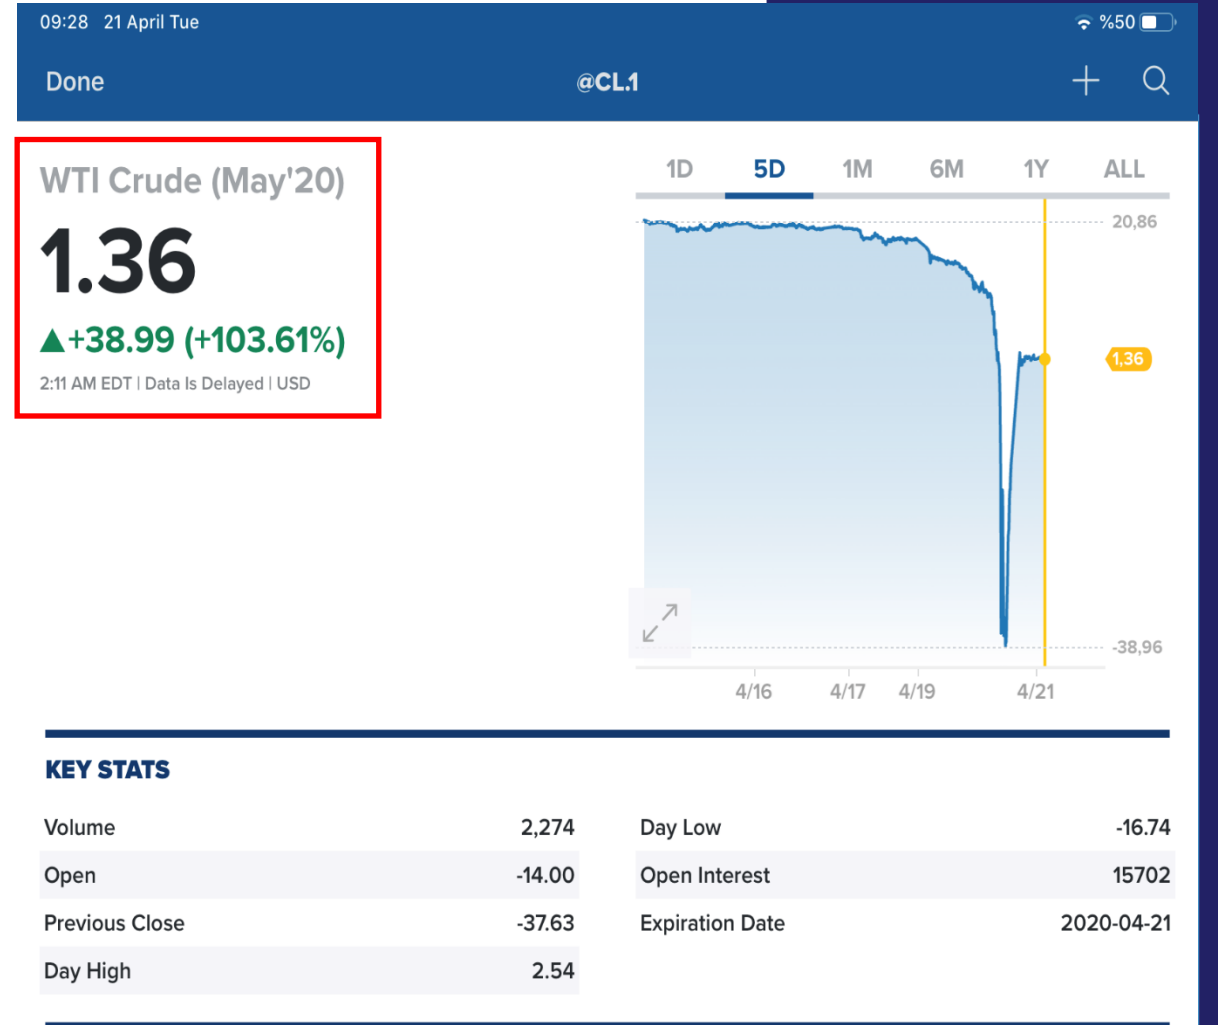 09:28 21 April Tue %50
Done @CL.1
WTI Crude (May'20)
1.36
▲+38.99 (+103.61%)
2:11 AM EDT | Data Is Delayed | USD
1D 5D 1M 6M 1Y ALL
20,86
1,36
-38,96
4/16 4/17 4/19 4/21
KEY STATS
Volume 2,274
Open -14.00
Previous Close -37.63
Day High 2.54
Day Low -16.74
Open Interest 15702
Expiration Date 2020-04-21